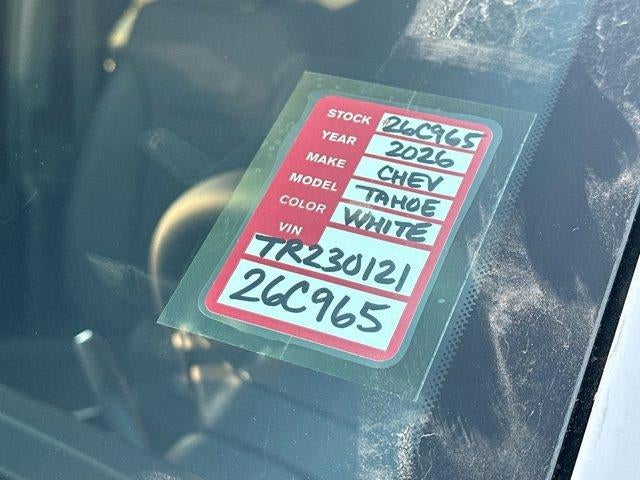 STOCK 26C965
YEAR 2026
MAKE CHEV
MODEL TAHOE
COLOR WHITE
VIN
TR230121
26C965